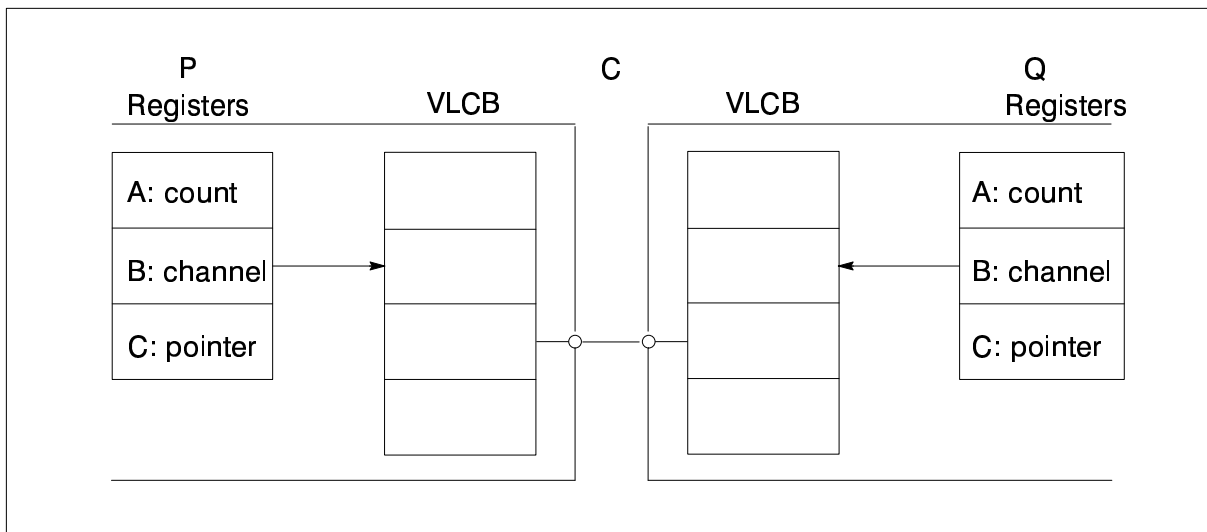 P
Registers
VLCB
C
VLCB
Q
Registers
A: count
B: channel
C: pointer
A: count
B: channel
C: pointer